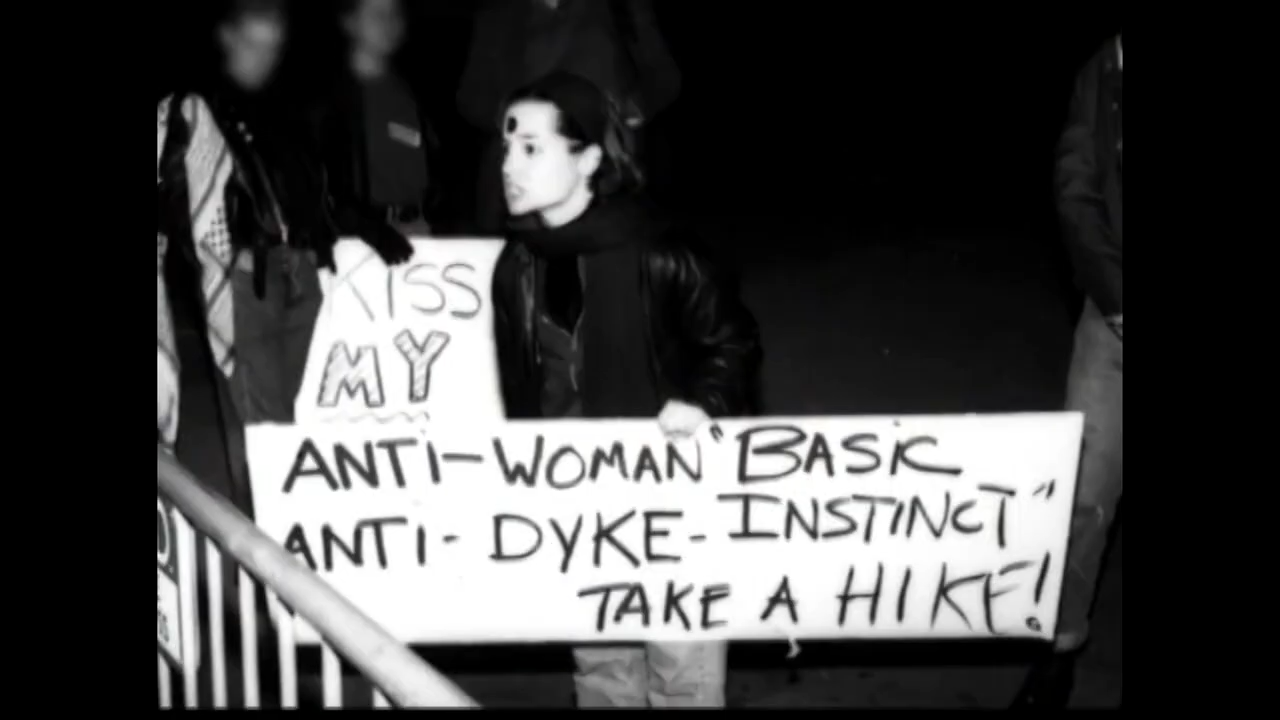 KISS
MY
ANTi-WOMAN "BASiC
ANTI-DYKE-INSTINCT"
TAKE A HIKE!